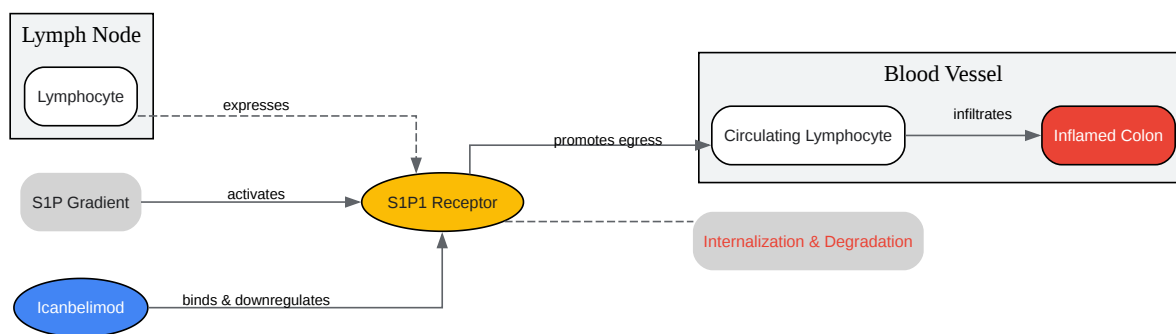 Lymph Node
Lymphocyte
expresses
Blood Vessel
Circulating Lymphocyte
infiltrates
Inflamed Colon
promotes egress
S1P Gradient
activates
S1P1 Receptor
Internalization & Degradation
Icanbelimod
binds & downregulates